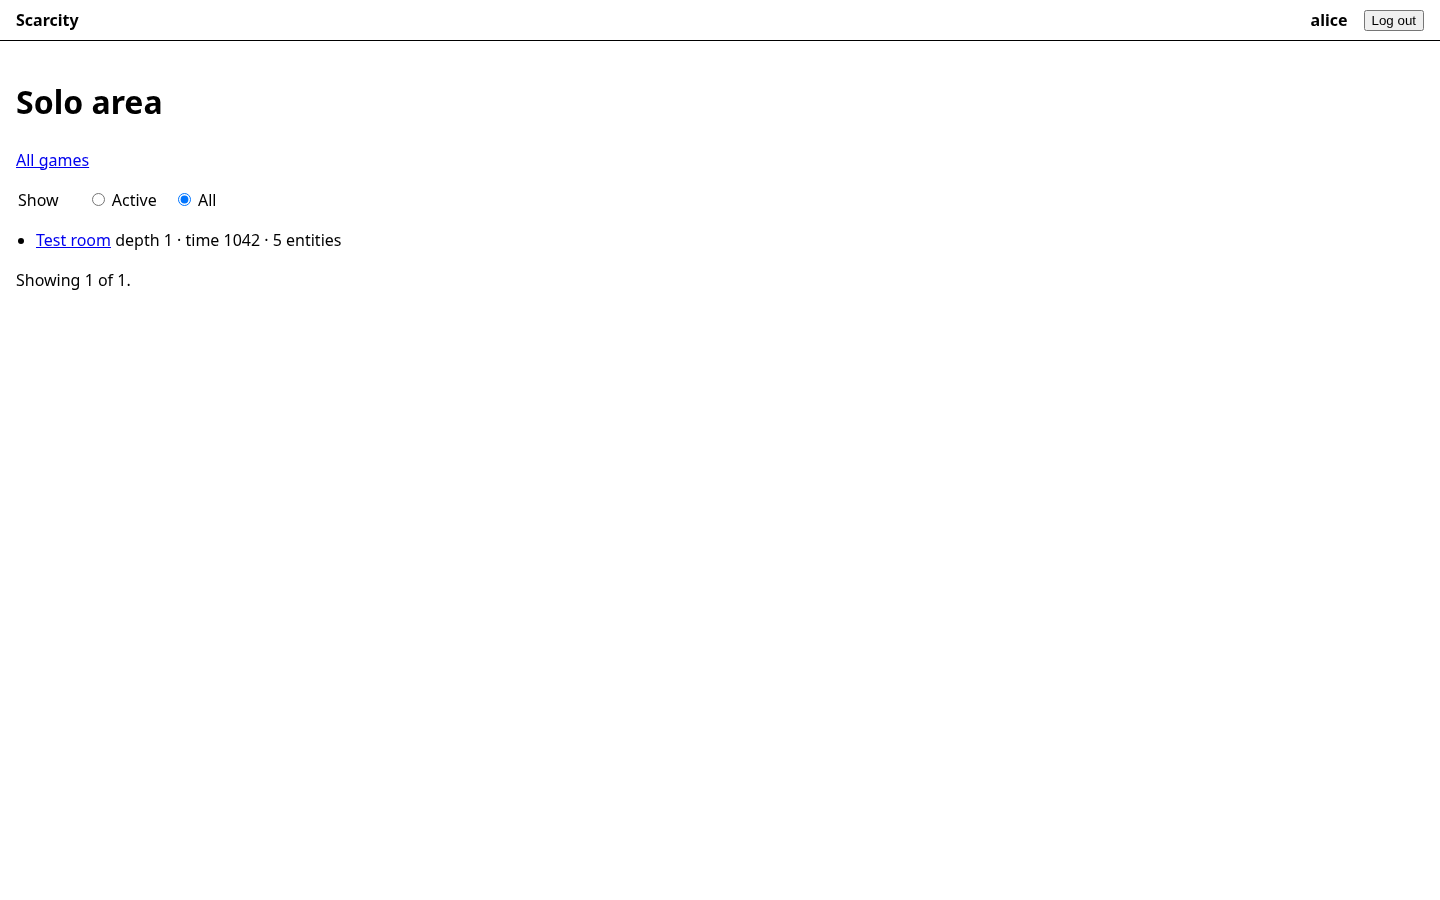 Scarcity
alice Log out
Solo area
All games
Show Active All
Test room depth 1 · time 1042 · 5 entities
Showing 1 of 1.